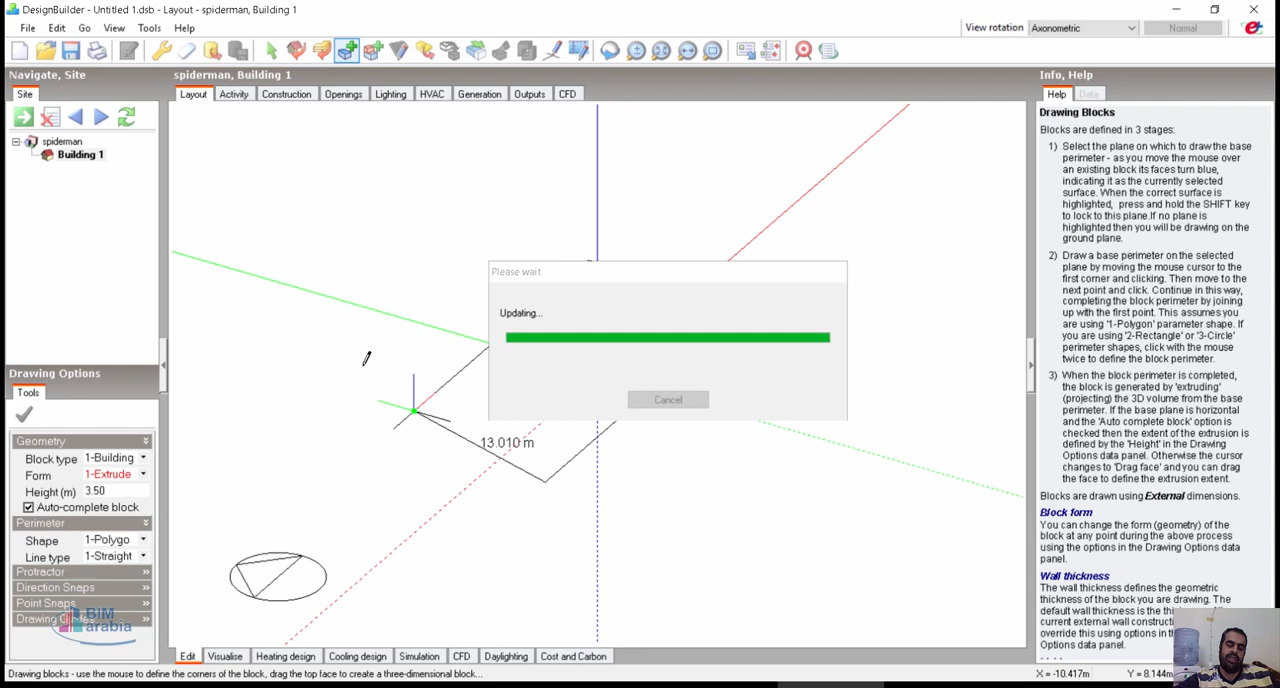 DesignBuilder - Untitled 1.dsb - Layout - spiderman, Building 1
File Edit Go View Tools Help
View rotation Axonometric Normal
Navigate, Site
spiderman, Building 1
Info, Help
Site
Layout Activity Construction Openings Lighting HVAC Generation Outputs CFD
Help Data
spiderman
Building 1
Drawing Blocks
Blocks are defined in 3 stages:
1) Select the plane on which to draw the base
perimeter - as you move the mouse over
an existing block its faces turn blue,
indicating it as the currently selected
surface. When the correct surface is
highlighted, press and hold the SHIFT key
to lock to this plane.If no plane is
highlighted then you will be drawing on the
ground plane.
2) Draw a base perimeter on the selected
plane by moving the mouse cursor to the
first corner and clicking. Then move to the
next point and click. Continue in this way,
completing the block perimeter by joining
up with the first point. This assumes you
are using '1-Polygon' parameter shape. If
you are using '2-Rectangle' or '3-Circle'
perimeter shapes, click with the mouse
twice to define the block perimeter.
3) When the block perimeter is completed,
the block is generated by 'extruding'
(projecting) the 3D volume from the base
perimeter. If the base plane is horizontal
and the 'Auto complete block' option is
checked then the extent of the extrusion is
defined by the 'Height' in the Drawing
Options data panel. Otherwise the cursor
changes to 'Drag face' and you can drag
the face to define the extrusion extent.
Blocks are drawn using External dimensions.
Block form
You can change the form (geometry) of the
block at any point during the above process
using the options in the Drawing Options data
panel.
Wall thickness
The wall thickness defines the geometric
thickness of the block you are drawing. The
default wall thickness is the
current external wall
override this using options in
Data panel.
Please wait
Updating...
Cancel
13.010 m
Drawing Options
Tools
Geometry
Block type 1-Building
Form 1-Extrude
Height (m) 3.50
Auto-complete block
Perimeter
Shape 1-Polygo
Line type 1-Straight
Protractor
Direction Snaps
Point Snaps
BIM
arabia
Edit Visualise Heating design Cooling design Simulation CFD Daylighting Cost and Carbon
Drawing blocks - use the mouse to define the corners of the block, drag the top face to create a three-dimensional block...
X = -10.417m Y = 8.144m